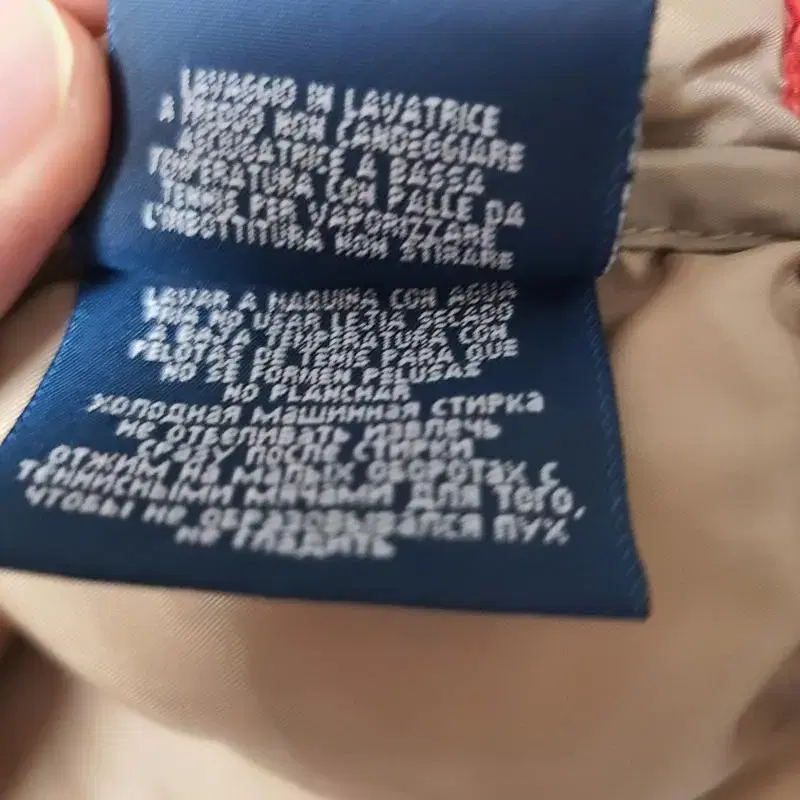 LAVAGGIO IN LAVATRICE
A FREDDO NON CANDEGGIARE
ASCIUGATRICE A BASSA
TEMPERATURA CON PALLE DA
TENNIS PER VAPORIZZARE
L'IMBOTTITURA NON STIRARE
LAVAR A MAQUINA CON AGUA
FRIA NO USAR LEJIA SECADO
A BAJA TEMPERATURA CON
PELOTAS DE TENIS PARA QUE
NO SE FORMEN PELUSAS
NO PLANCHAR
ХОЛОДНАЯ МАШИННАЯ СТИРКА
НЕ ОТБЕЛИВАТЬ ИЗВЛЕЧЬ
СРАЗУ ПОСЛЕ СТИРКИ
ОТЖИМ НА МАЛЫХ ОБОРОТАХ С
ТЕННИСНЫМИ МЯЧАМИ ДЛЯ ТОГО,
ЧТОБЫ НЕ ОБРАЗОВЫВАЛСЯ ПУХ
НЕ ГЛАДИТЬ